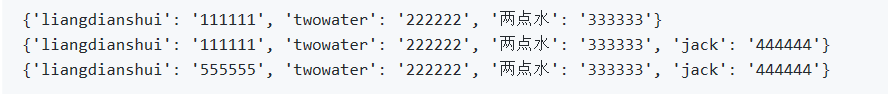 {'liangdianshui': '111111', 'twowater': '222222', '两点水': '333333'}
{'liangdianshui': '111111', 'twowater': '222222', '两点水': '333333', 'jack': '444444'}
{'liangdianshui': '555555', 'twowater': '222222', '两点水': '333333', 'jack': '444444'}